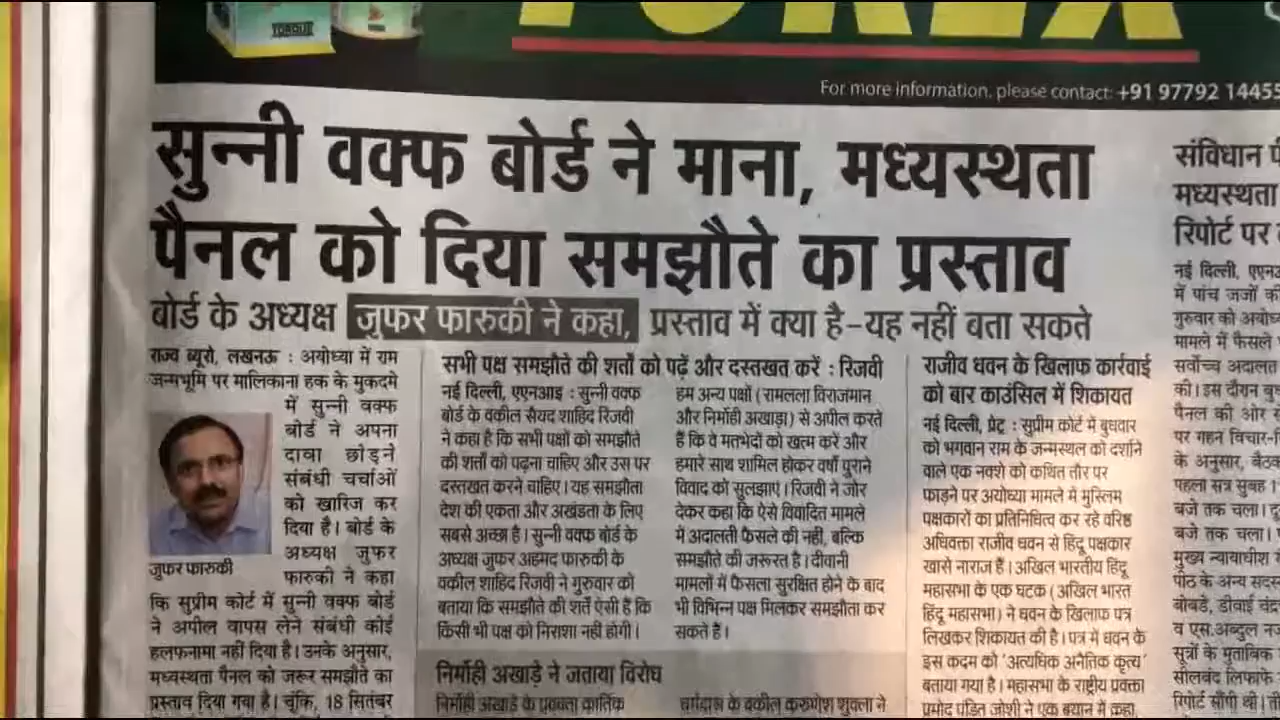 TORQUE
TOREX
For more information, please contact: +91 97792 14455
सुन्नी वक्फ बोर्ड ने माना, मध्यस्थता
पैनल को दिया समझौते का प्रस्ताव
बोर्ड के अध्यक्ष जुफर फारुकी ने कहा, प्रस्ताव में क्या है-यह नहीं बता सकते
राज्य ब्यूरो, लखनऊ : अयोध्या में राम
जन्मभूमि पर मालिकाना हक के मुकदमे
में सुन्नी वक्फ
बोर्ड ने अपना
दावा छोड़ने
संबंधी चर्चाओं
को खारिज कर
दिया है। बोर्ड के
अध्यक्ष जुफर
फारुकी ने कहा
जुफर फारुकी
कि सुप्रीम कोर्ट में सुन्नी वक्फ बोर्ड
ने अपील वापस लेने संबंधी कोई
हलफनामा नहीं दिया है। उनके अनुसार,
मध्यस्थता पैनल को जरूर समझौते का
प्रस्ताव दिया गया है। चूंकि, 18 सितंबर
सभी पक्ष समझौते की शर्तों को पढ़ें और दस्तखत करें : रिजवी
नई दिल्ली, एएनआइ : सुन्नी वक्फ
बोर्ड के वकील सैयद शाहिद रिजवी
ने कहा है कि सभी पक्षों को समझौते
की शर्तों को पढ़ना चाहिए और उस पर
दस्तखत करने चाहिए। यह समझौता
देश की एकता और अखंडता के लिए
सबसे अच्छा है। सुन्नी वक्फ बोर्ड के
अध्यक्ष जुफर अहमद फारुकी के
वकील शाहिद रिजवी ने गुरुवार को
बताया कि समझौते की शर्तें ऐसी हैं कि
किसी भी पक्ष को निराशा नहीं होगी।
हम अन्य पक्षों (रामलला विराजमान
और निर्मोही अखाड़ा) से अपील करते
हैं कि वे मतभेदों को खत्म करें और
हमारे साथ शामिल होकर वर्षों पुराने
विवाद को सुलझाएं। रिजवी ने जोर
देकर कहा कि ऐसे विवादित मामले
में अदालती फैसले की नहीं, बल्कि
समझौते की जरूरत है। दीवानी
मामलों में फैसला सुरक्षित होने के बाद
भी विभिन्न पक्ष मिलकर समझौता कर
सकते हैं।
निर्मोही अखाड़े ने जताया विरोध
निर्मोही अखाड़े के प्रवक्ता कार्तिक
के वकील करुणेश शुक्ला ने
राजीव धवन के खिलाफ कार्रवाई
को बार काउंसिल में शिकायत
नई दिल्ली, प्रेट्र : सुप्रीम कोर्ट में बुधवार
को भगवान राम के जन्मस्थल को दर्शाने
वाले एक नक्शे को कथित तौर पर
फाड़ने पर अयोध्या मामले में मुस्लिम
पक्षकारों का प्रतिनिधित्व कर रहे वरिष्ठ
अधिवक्ता राजीव धवन से हिंदू पक्षकार
खासे नाराज हैं। अखिल भारतीय हिंदू
महासभा के एक घटक (अखिल भारत
हिंदू महासभा) ने धवन के खिलाफ पत्र
लिखकर शिकायत की है। पत्र में धवन के
इस कदम को 'अत्यधिक अनैतिक कृत्य'
बताया गया है। महासभा के राष्ट्रीय प्रवक्ता
प्रमोद पंडित जोशी ने एक बयान में कहा,
संविधान
मध्यस्थता
रिपोर्ट पर
नई दिल्ली,
में पांच जजों
गुरुवार को
मामले में फैसले
सर्वोच्च अदालत
की। इस दौरान
पैनल की ओर
पर गहन
के अनुसार,
पहला सत्र सुबह
बजे तक चला।
बजे तक चला।
मुख्य न्यायाधीश
पीठ के अन्य
बोबडे, डीवाई
व एस. अब्दुल
सूत्रों के मुताबिक
सीलबंद लिफाफे
रिपोर्ट सौंपी थी।